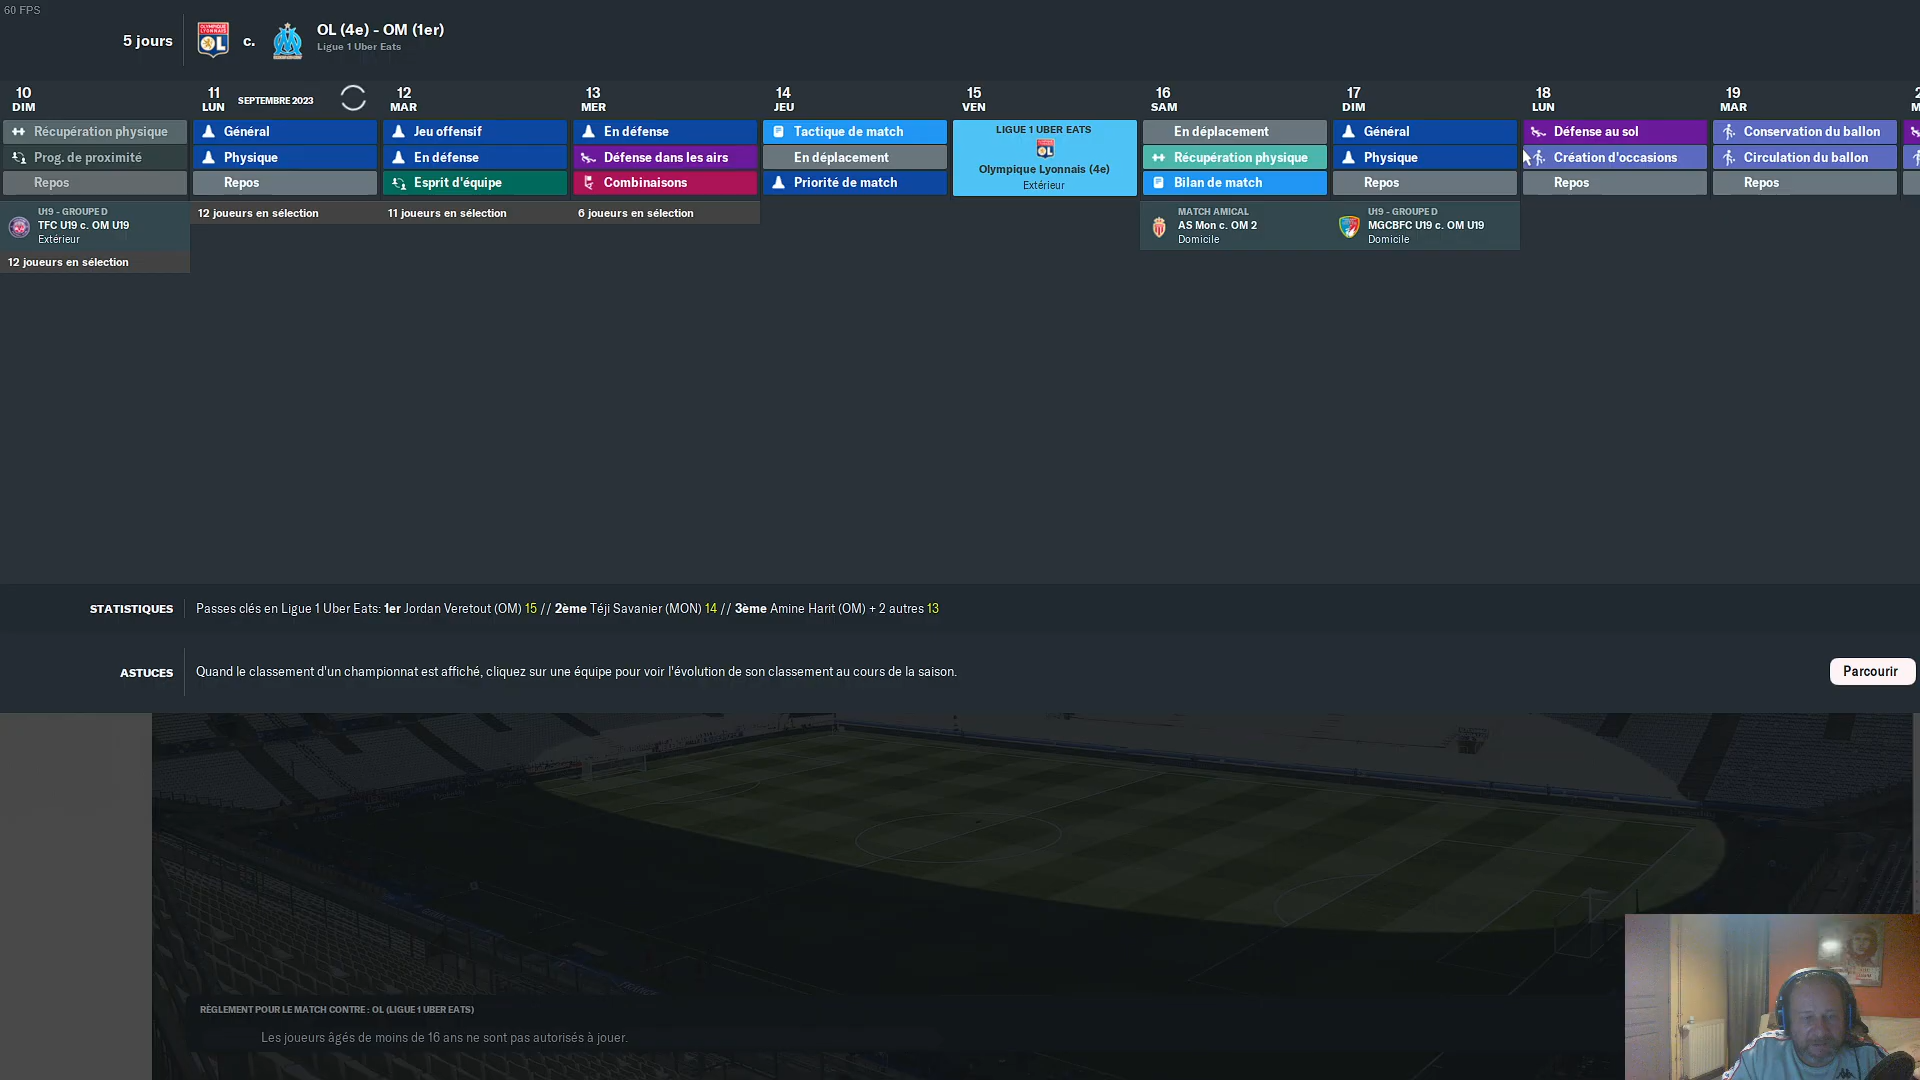 60 FPS
5 jours
c.
OL (4e) - OM (1er)
Ligue 1 Uber Eats
10
DIM
11
LUN
SEPTEMBRE 2023
12
MAR
13
MER
14
JEU
15
VEN
16
SAM
17
DIM
18
LUN
19
MAR
Récupération physique
Prog. de proximité
Repos
U19 - GROUPE D
TFC U19 c. OM U19
Extérieur
12 joueurs en sélection
Général
Physique
Repos
12 joueurs en sélection
Jeu offensif
En défense
Esprit d'équipe
11 joueurs en sélection
En défense
Défense dans les airs
Combinaisons
6 joueurs en sélection
Tactique de match
En déplacement
Priorité de match
LIGUE 1 UBER EATS
Olympique Lyonnais (4e)
Extérieur
En déplacement
Récupération physique
Bilan de match
MATCH AMICAL
AS Mon c. OM 2
Domicile
Général
Physique
Repos
U19 - GROUPE D
MGCBFC U19 c. OM U19
Domicile
Défense au sol
Création d'occasions
Repos
Conservation du ballon
Circulation du ballon
Repos
STATISTIQUES
Passes clés en Ligue 1 Uber Eats: 1er Jordan Veretout (OM) 15 // 2ème Téji Savanier (MON) 14 // 3ème Amine Harit (OM) + 2 autres 13
ASTUCES
Quand le classement d'un championnat est affiché, cliquez sur une équipe pour voir l'évolution de son classement au cours de la saison.
Parcourir
RÈGLEMENT POUR LE MATCH CONTRE : OL (LIGUE 1 UBER EATS)
Les joueurs âgés de moins de 16 ans ne sont pas autorisés à jouer.